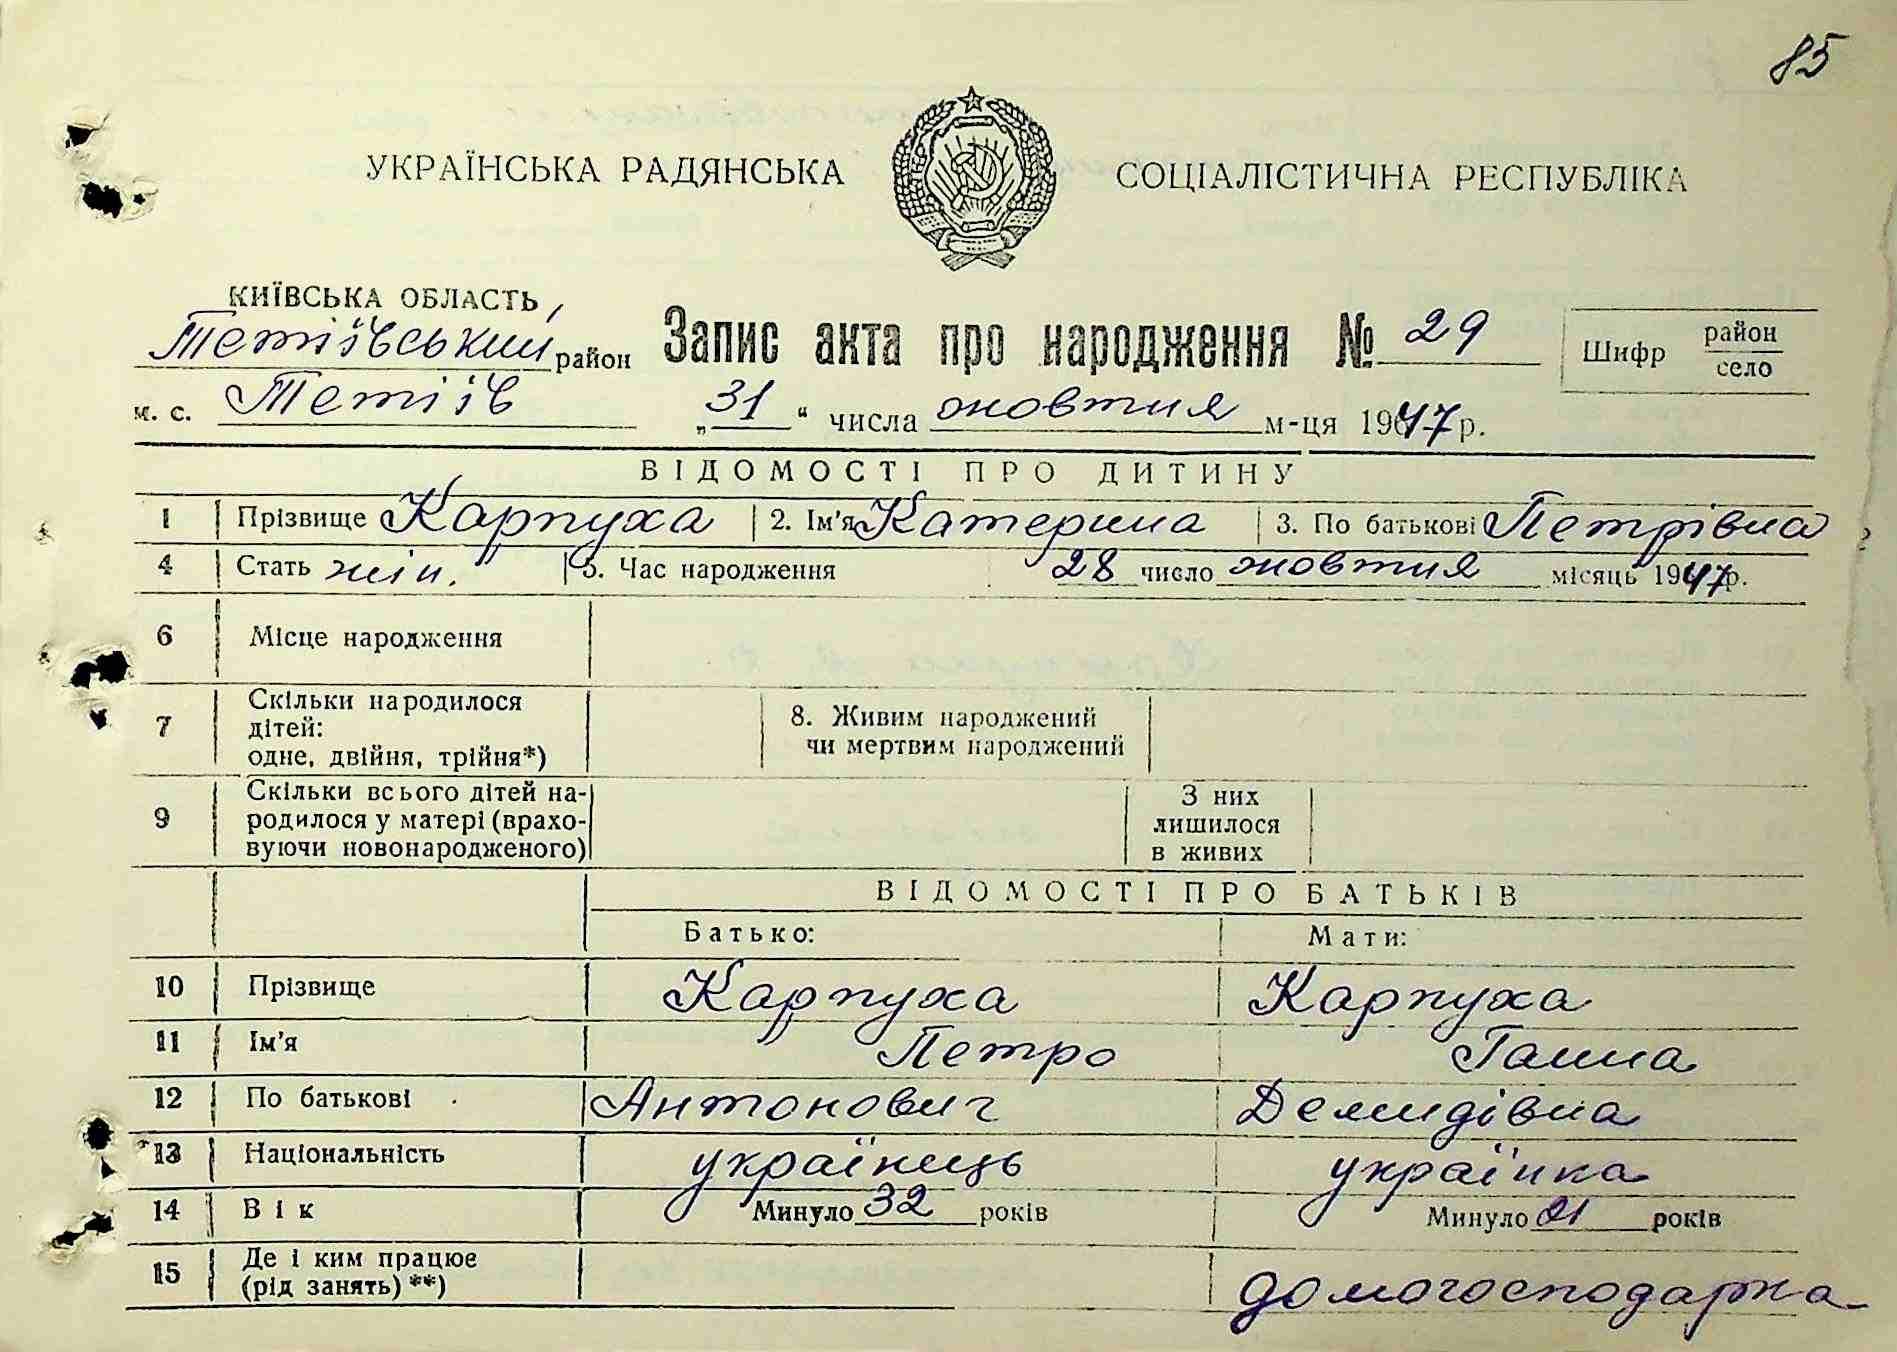 85
УКРАЇНСЬКА РАДЯНСЬКА СОЦІАЛІСТИЧНА РЕСПУБЛІКА
КИЇВСЬКА ОБЛАСТЬ,
Тетіївський район Запис акта про народження № 29 Шифр район село
м. с. Тетіїв „31“ числа жовтня м-ця 1947 р.
ВІДОМОСТІ ПРО ДИТИНУ
1 Прізвище Карпуха 2. Ім'я Катерина 3. По батькові Петрівна
4 Стать жін. 5. Час народження 28 число жовтня місяць 1947 р.
6 Місце народження
7 Скільки народилося дітей: одне, двійня, трійня*) 8. Живим народжений чи мертвим народжений
9 Скільки всього дітей народилося у матері (враховуючи новонародженого) З них лишилося в живих
ВІДОМОСТІ ПРО БАТЬКІВ
Батько: Мати:
10 Прізвище Карпуха Карпуха
11 Ім'я Петро Ганна
12 По батькові Антонович Демидівна
13 Національність українець українка
14 Вік Минуло 32 років Минуло 21 років
15 Де і ким працює (рід занять) **) домогосподарка